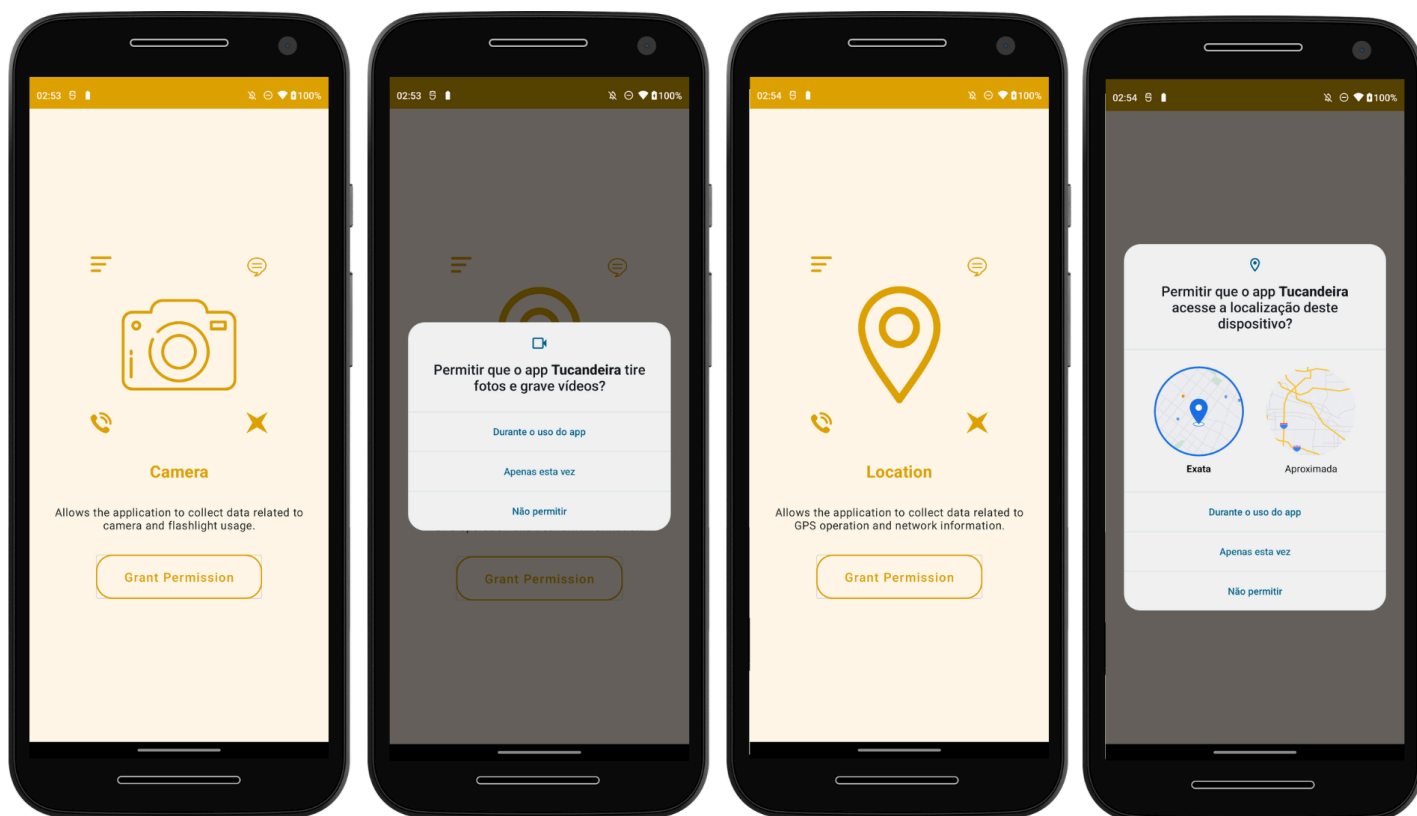 02:53
100%
Camera
Allows the application to collect data related to
camera and flashlight usage.
Grant Permission
02:53
100%
Permitir que o app Tucandeira tire
fotos e grave vídeos?
Durante o uso do app
Apenas esta vez
Não permitir
Grant Permission
02:54
100%
Location
Allows the application to collect data related to
GPS operation and network information.
Grant Permission
02:54
100%
Permitir que o app Tucandeira
acesse a localização deste
dispositivo?
Exata
Aproximada
Durante o uso do app
Apenas esta vez
Não permitir